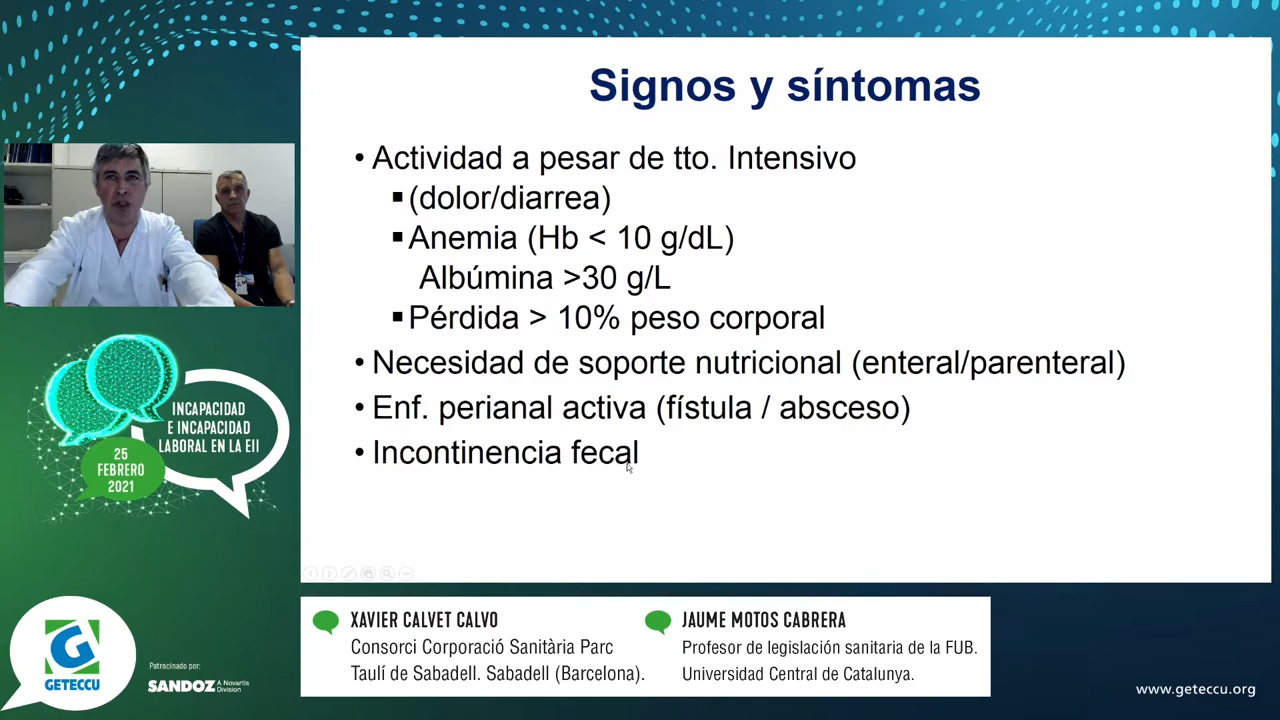 Signos y síntomas
• Actividad a pesar de tto. Intensivo
▪ (dolor/diarrea)
▪ Anemia (Hb < 10 g/dL)
Albúmina >30 g/L
▪ Pérdida > 10% peso corporal
• Necesidad de soporte nutricional (enteral/parenteral)
• Enf. perianal activa (fístula / absceso)
• Incontinencia fecal
INCAPACIDAD
E INCAPACIDAD
LABORAL EN LA EII
25
FEBRERO
2021
G
GETECCU
Patrocinado por:
SANDOZ A Novartis
Division
XAVIER CALVET CALVO
Consorci Corporació Sanitària Parc
Taulí de Sabadell. Sabadell (Barcelona).
JAUME MOTOS CABRERA
Profesor de legislación sanitaria de la FUB.
Universidad Central de Catalunya.
www.geteccu.org